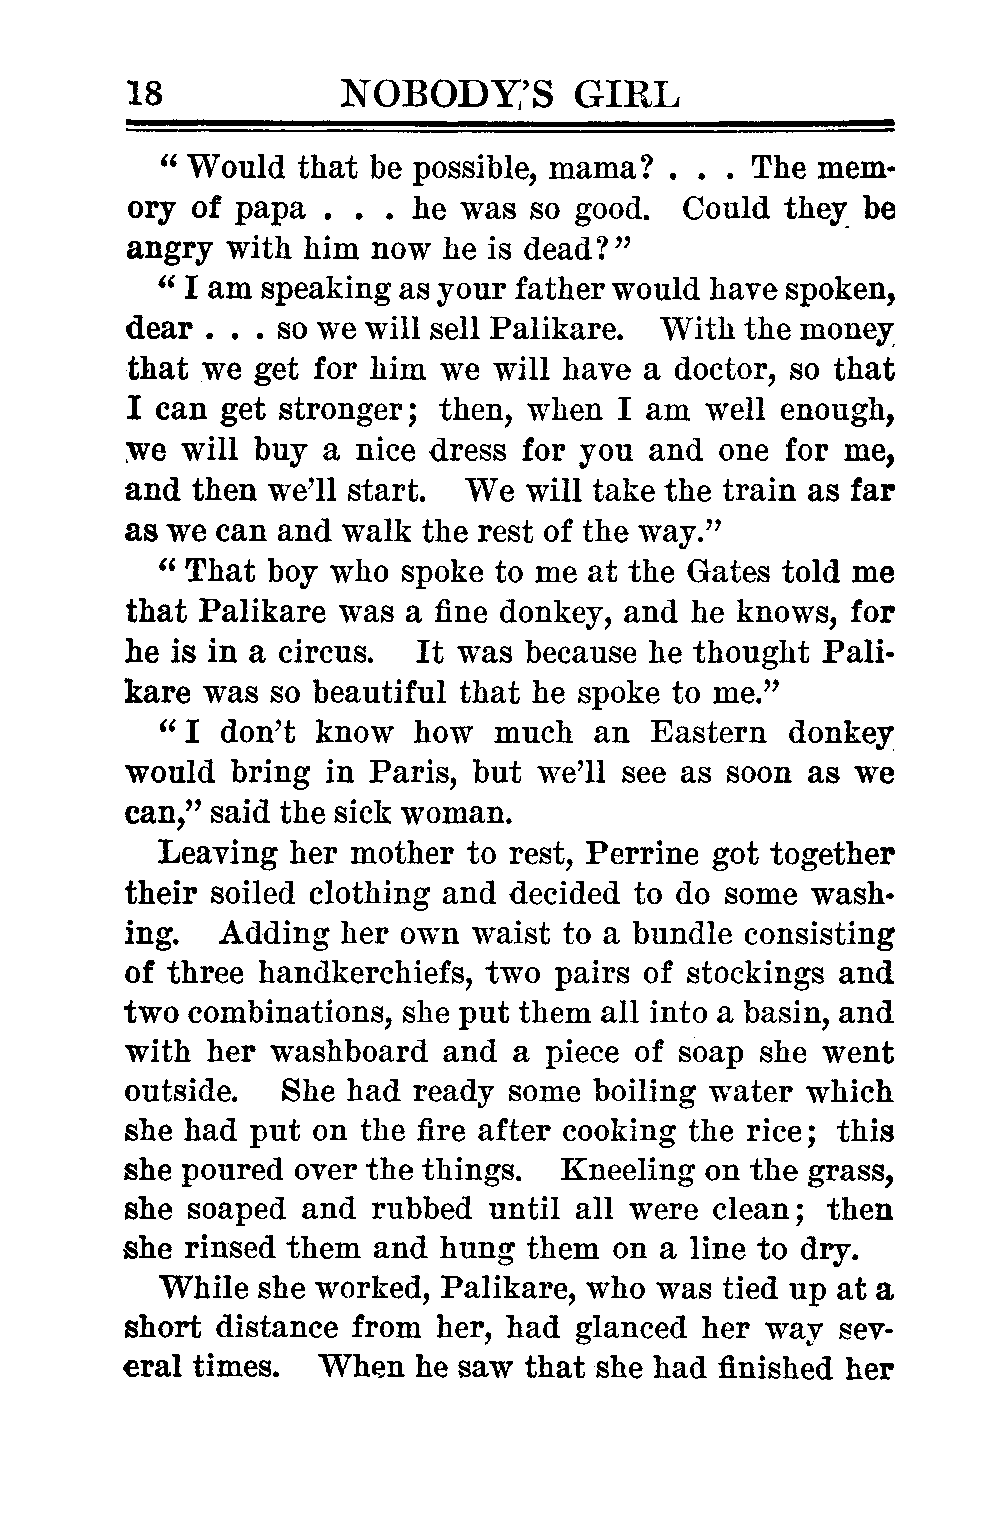 18 NOBODY'S GIRL
" Would that be possible, mama? . . . The mem-
ory of papa . . . he was so good. Could they be
angry with him now he is dead?"
" I am speaking as your father would have spoken,
dear . . . so we will sell Palikare. With the money
that we get for him we will have a doctor, so that
I can get stronger; then, when I am well enough,
we will buy a nice dress for you and one for me,
and then we'll start. We will take the train as far
as we can and walk the rest of the way."
" That boy who spoke to me at the Gates told me
that Palikare was a fine donkey, and he knows, for
he is in a circus. It was because he thought Pali-
kare was so beautiful that he spoke to me."
" I don't know how much an Eastern donkey
would bring in Paris, but we'll see as soon as we
can," said the sick woman.
Leaving her mother to rest, Perrine got together
their soiled clothing and decided to do some wash-
ing. Adding her own waist to a bundle consisting
of three handkerchiefs, two pairs of stockings and
two combinations, she put them all into a basin, and
with her washboard and a piece of soap she went
outside. She had ready some boiling water which
she had put on the fire after cooking the rice; this
she poured over the things. Kneeling on the grass,
she soaped and rubbed until all were clean; then
she rinsed them and hung them on a line to dry.
While she worked, Palikare, who was tied up at a
short distance from her, had glanced her way sev-
eral times. When he saw that she had finished her